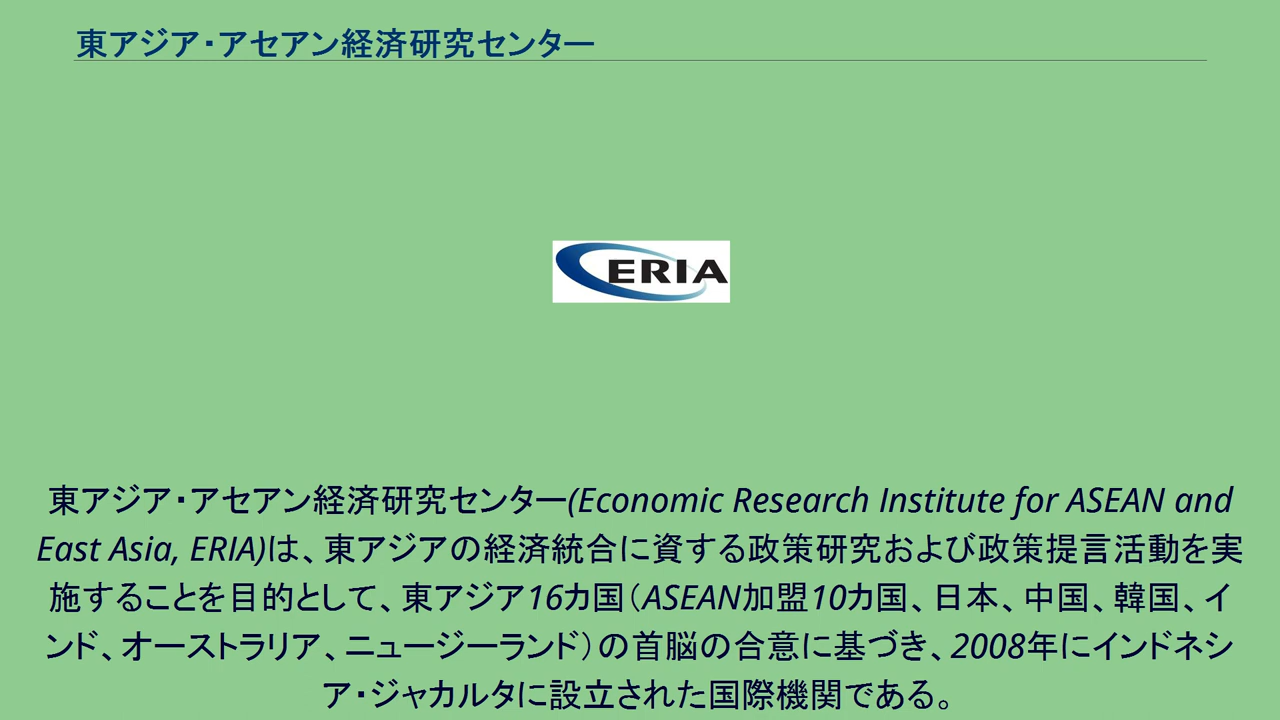 東アジア・アセアン経済研究センター
ERIA
東アジア・アセアン経済研究センター(Economic Research Institute for ASEAN and
East Asia, ERIA)は、東アジアの経済統合に資する政策研究および政策提言活動を実
施することを目的として、東アジア16カ国（ASEAN加盟10カ国、日本、中国、韓国、イ
ンド、オーストラリア、ニュージーランド）の首脳の合意に基づき、2008年にインドネシ
ア・ジャカルタに設立された国際機関である。